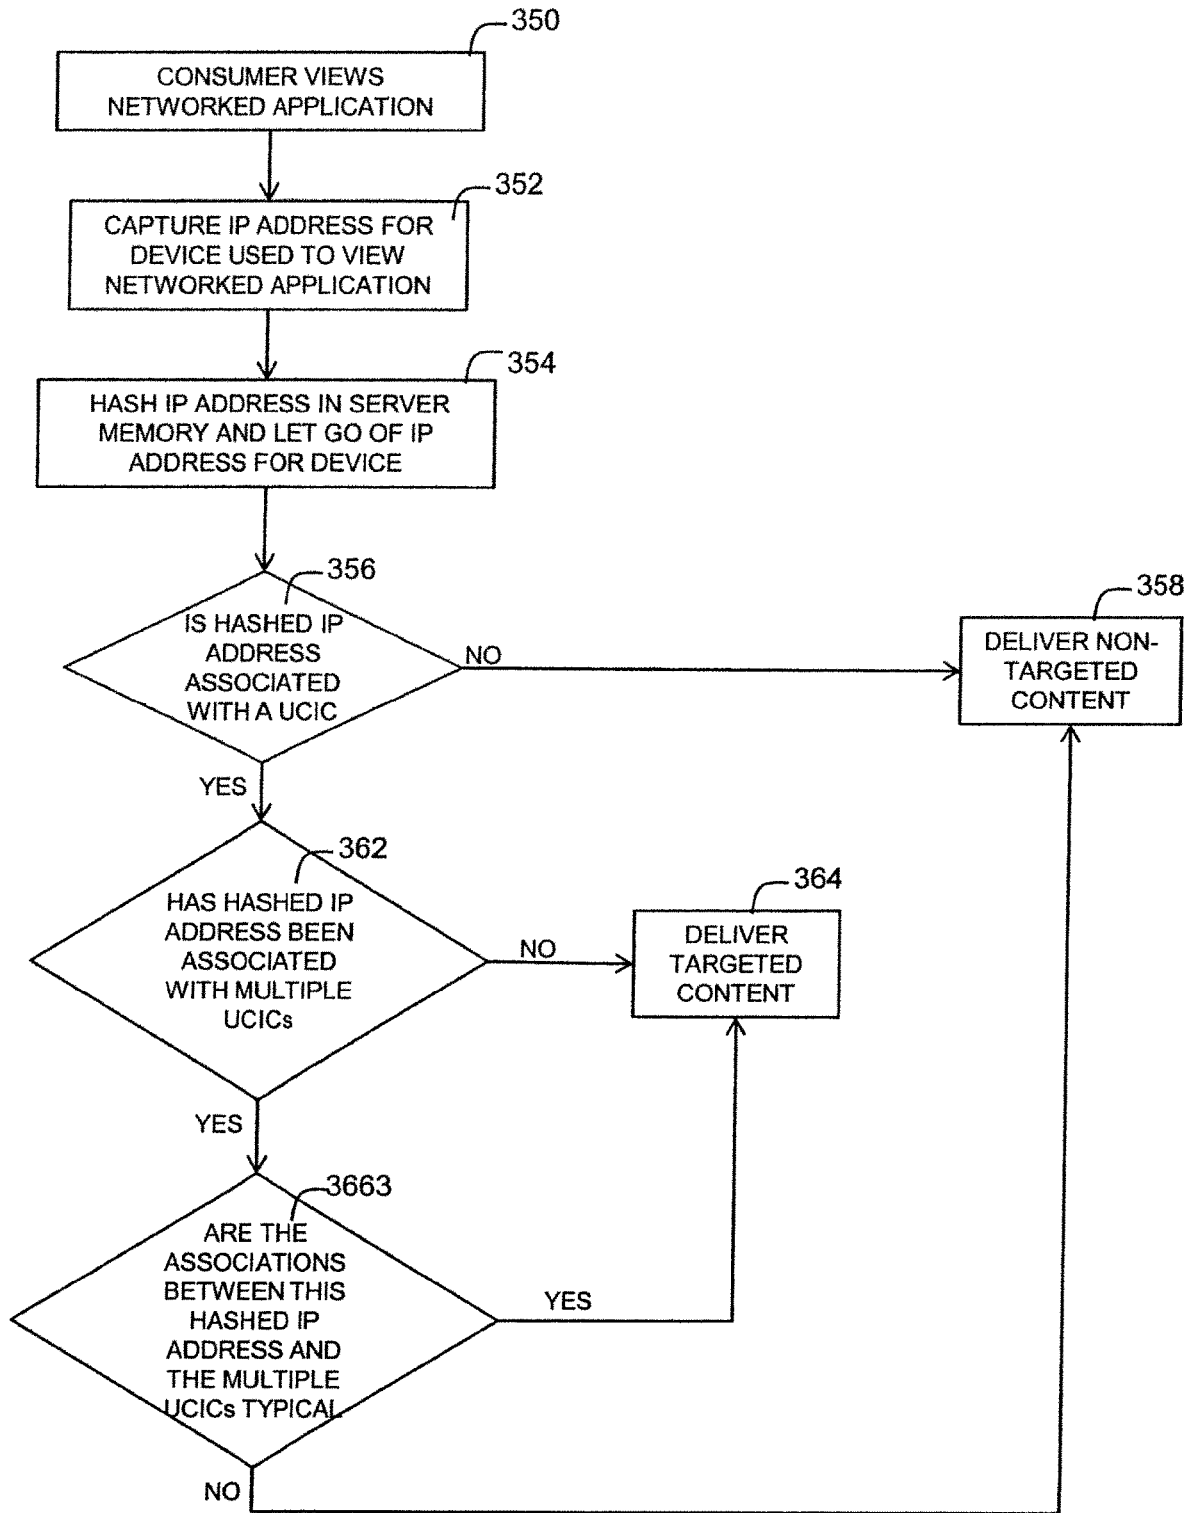 350
CONSUMER VIEWS
NETWORKED APPLICATION
352
CAPTURE IP ADDRESS FOR
DEVICE USED TO VIEW
NETWORKED APPLICATION
354
HASH IP ADDRESS IN SERVER
MEMORY AND LET GO OF IP
ADDRESS FOR DEVICE
356
IS HASHED IP
ADDRESS
ASSOCIATED
WITH A UCIC
NO
358
DELIVER NON-
TARGETED
CONTENT
YES
362
HAS HASHED IP
ADDRESS BEEN
ASSOCIATED
WITH MULTIPLE
UCICs
NO
364
DELIVER
TARGETED
CONTENT
YES
3663
ARE THE
ASSOCIATIONS
BETWEEN THIS
HASHED IP
ADDRESS AND
THE MULTIPLE
UCICs TYPICAL
YES
NO